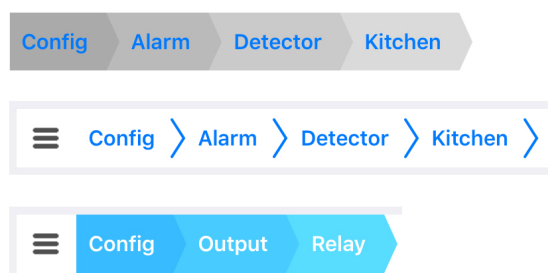 Config Alarm Detector Kitchen
Config Alarm Detector Kitchen
Config Output Relay